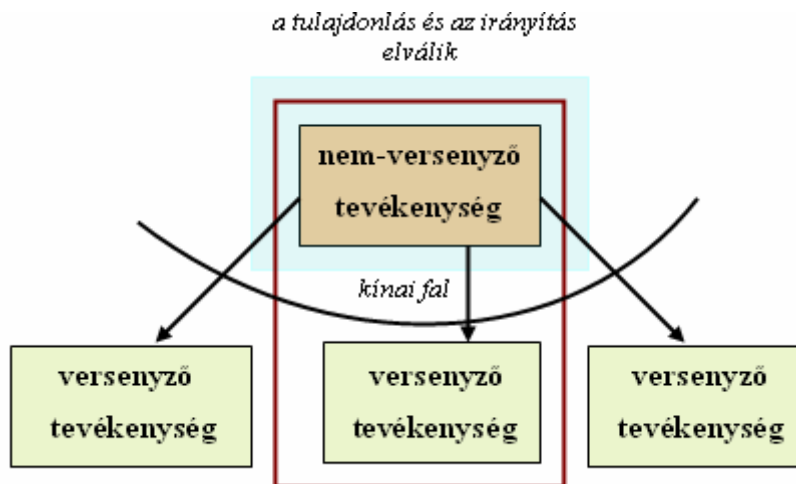 a tulajdonlás és az irányítás
elválik
nem-versenyző
tevékenység
kínai fal
versenyző
tevékenység
versenyző
tevékenység
versenyző
tevékenység